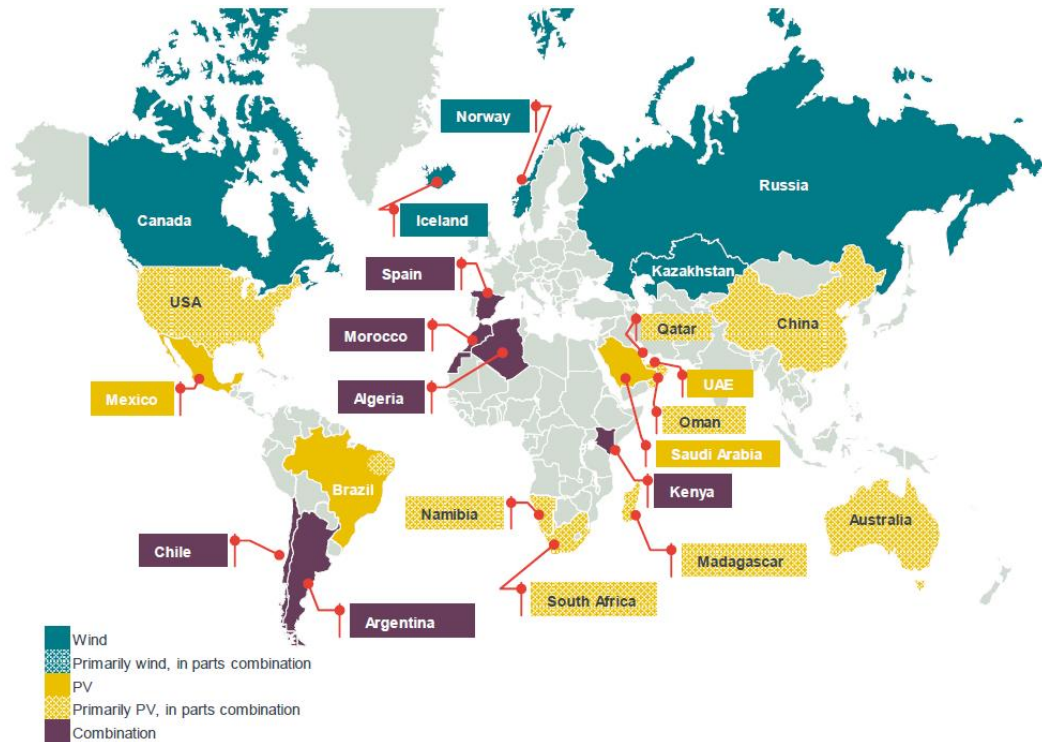 Norway
Russia
Canada
Iceland
Spain
Kazakhstan
USA
Qatar
China
Morocco
UAE
Mexico
Algeria
Oman
Saudi Arabia
Brazil
Kenya
Namibia
Australia
Chile
Madagascar
South Africa
Argentina
Wind
Primarily wind, in parts combination
PV
Primarily PV, in parts combination
Combination